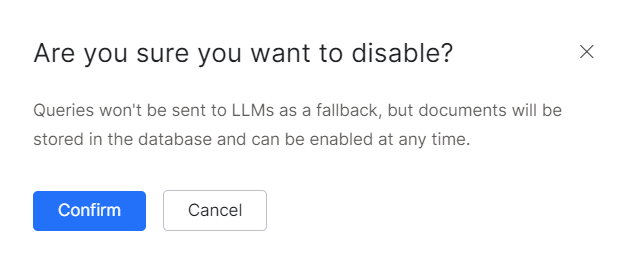 Are you sure you want to disable?
Queries won't be sent to LLMs as a fallback, but documents will be
stored in the database and can be enabled at any time.
Confirm
Cancel